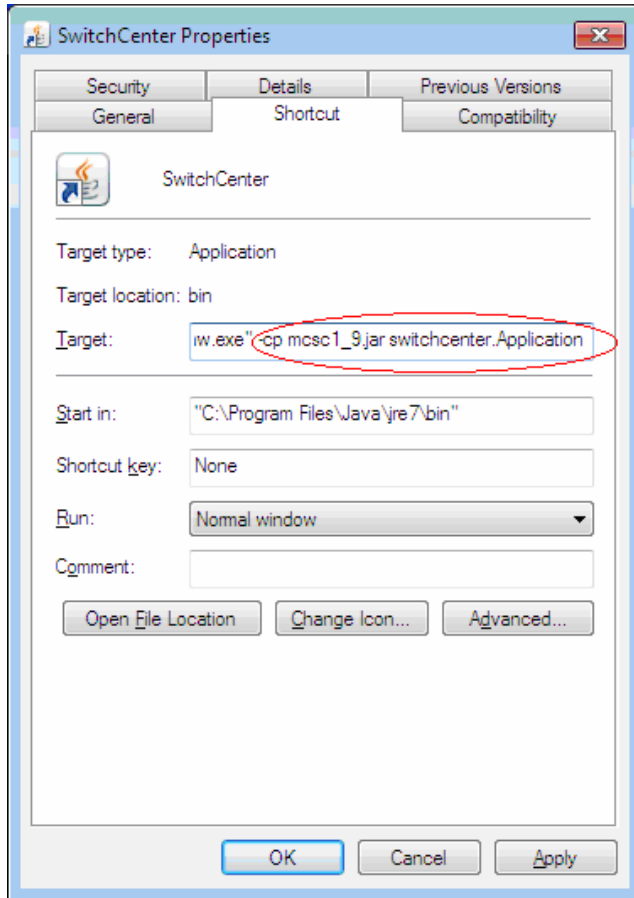 SwitchCenter Properties
Security Details Previous Versions
General Shortcut Compatibility
SwitchCenter
Target type: Application
Target location: bin
Target: w.exe" -cp mcsc1_9.jar switchcenter.Application
Start in: "C:\Program Files\Java\jre7\bin"
Shortcut key: None
Run: Normal window
Comment:
Open File Location Change Icon... Advanced...
OK Cancel Apply